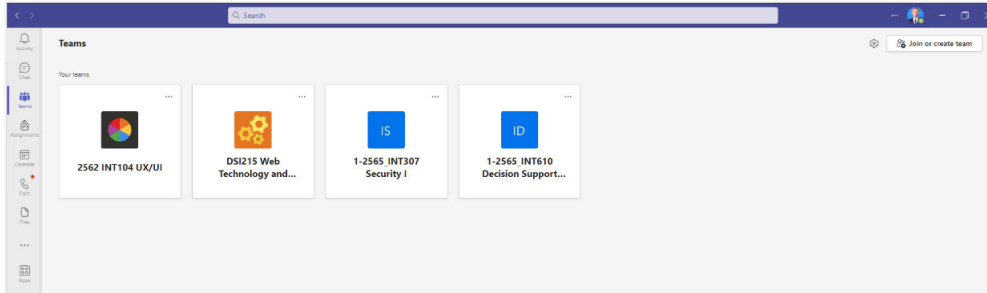 Search
Activity
Teams
Join or create team
Chat
Your teams
Teams
Assignments
IS
ID
2562 INT104 UX/UI
DSI215 Web
Technology and...
1-2565_INT307
Security I
1-2565_INT610
Decision Support...
Calendar
Calls
Files
Apps